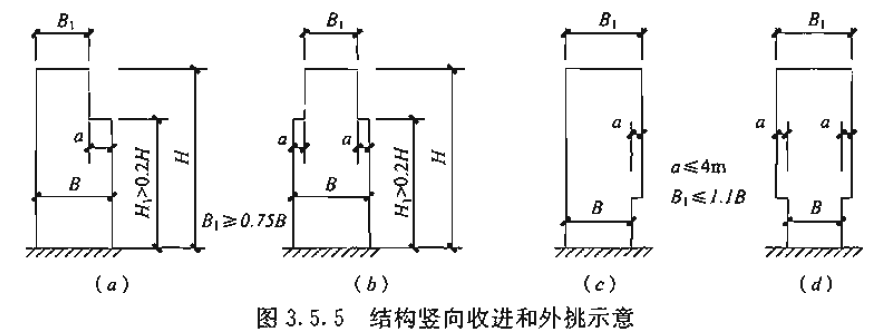 B₁
B₁
B₁
B₁
a
B
H₁>0.2H
H
B₁≥0.75B
a
a
B
H₁>0.2H
H
a
B
a≤4m
B₁≤1.1B
a
a
B
(a)
(b)
(c)
(d)
图 3.5.5 结构竖向收进和外挑示意